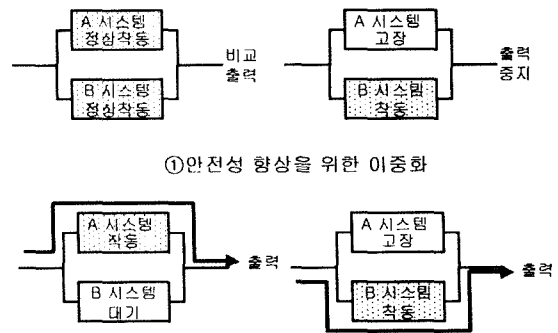 A 시스템
정상작동
B 시스템
정상작동
비교
출력
A 시스템
고장
B 시스템
작동
출력
중지
①안전성 향상을 위한 이중화
A 시스템
작동
B 시스템
대기
출력
A 시스템
고장
B 시스템
작동
출력